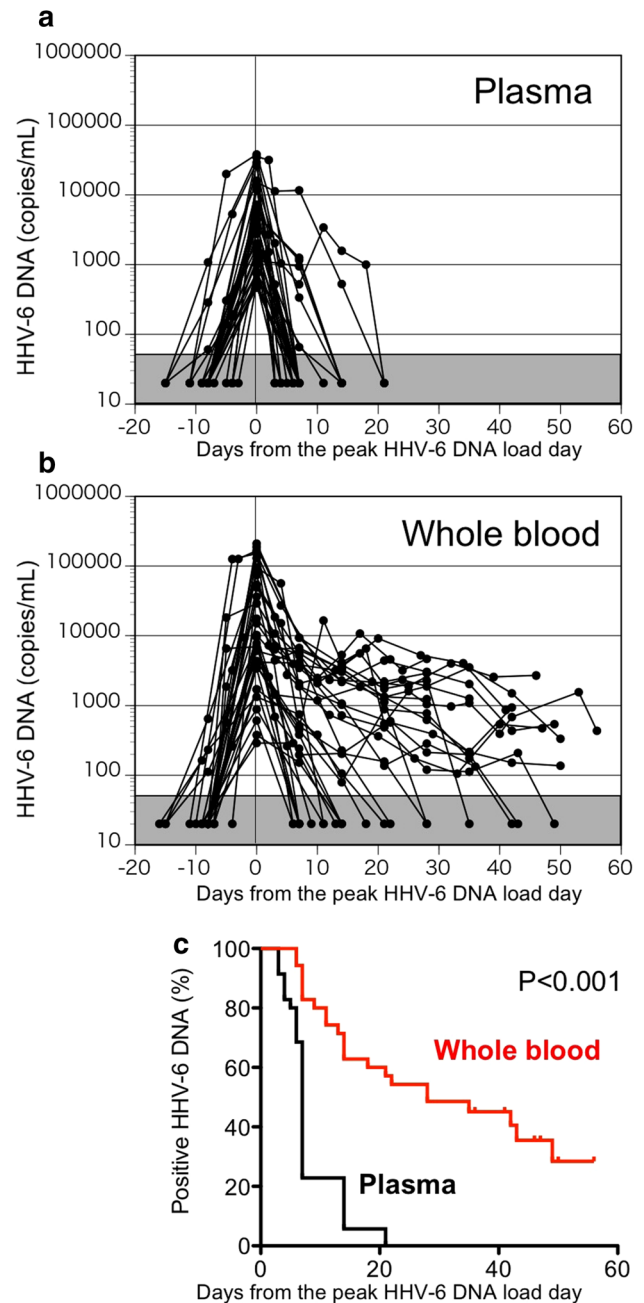 a
1000000
Plasma
100000
10000
1000
100
10
HHV-6 DNA (copies/mL)
-20 -10 0 10 20 30 40 50 60
Days from the peak HHV-6 DNA load day
b
1000000
Whole blood
100000
10000
1000
100
10
HHV-6 DNA (copies/mL)
-20 -10 0 10 20 30 40 50 60
Days from the peak HHV-6 DNA load day
c
100
P<0.001
80
Whole blood
60
40
Plasma
20
0
Positive HHV-6 DNA (%)
0 20 40 60
Days from the peak HHV-6 DNA load day